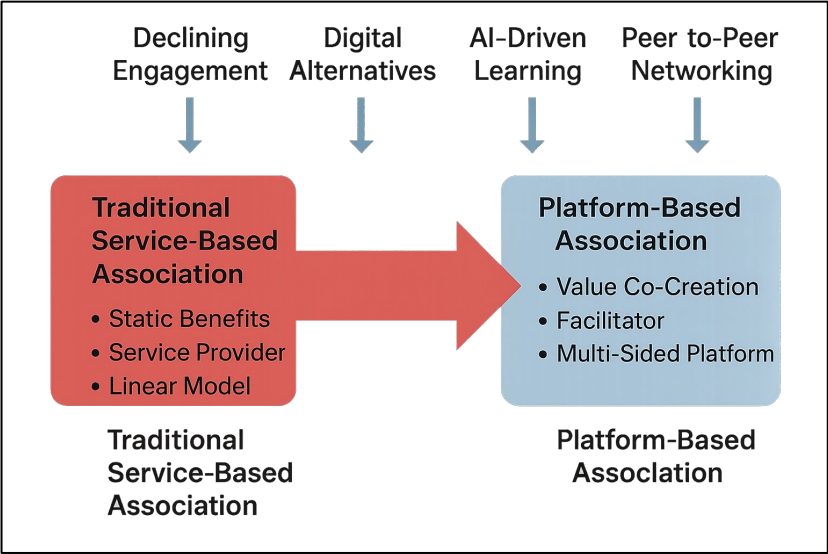 Declining
Engagement
Digital
Alternatives
AI-Driven
Learning
Peer to-Peer
Networking
Traditional
Service-Based
Association
• Static Benefits
• Service Provider
• Linear Model
Platform-Based
Association
• Value Co-Creation
• Facilitator
• Multi-Sided Platform
Traditional
Service-Based
Association
Platform-Based
Assoclation